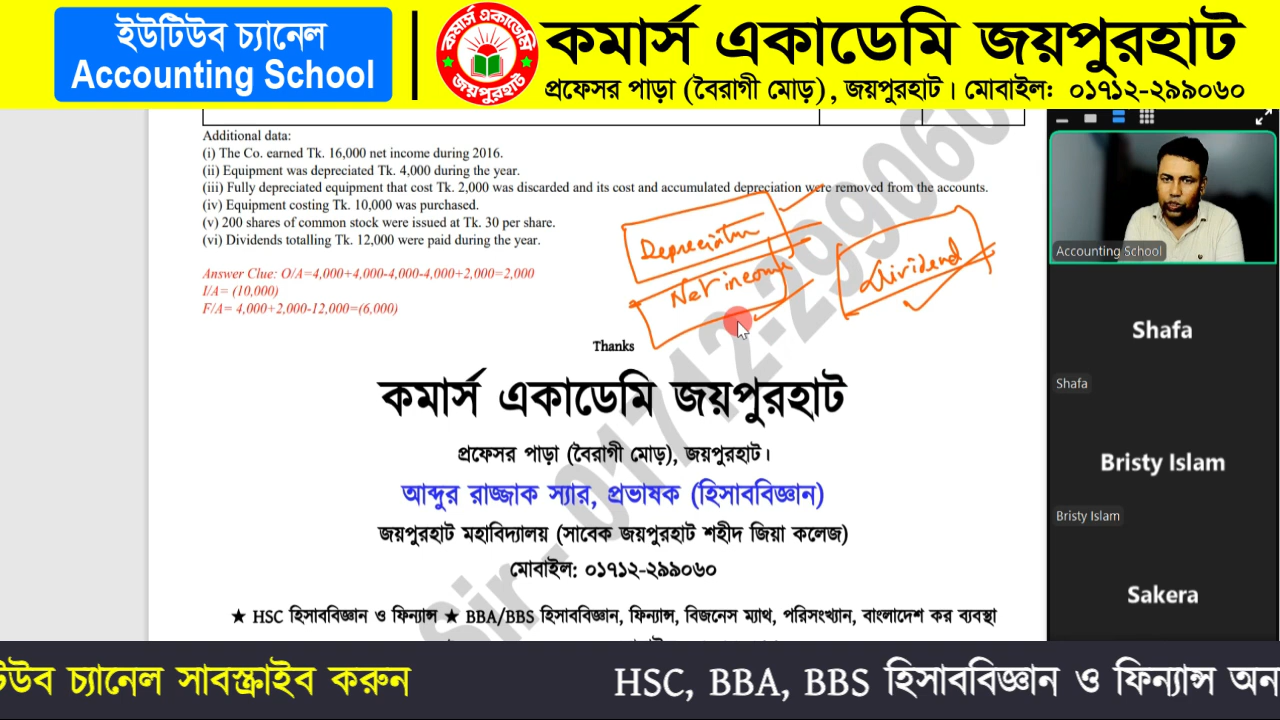 ইউটিউব চ্যানেল
Accounting School
কমার্স একাডেমি
জয়পুরহাট
কমার্স একাডেমি জয়পুরহাট
প্রফেসর পাড়া (বৈরাগী মোড়), জয়পুরহাট। মোবাইল: ০১৭১২-২৯৯০৬০
Additional data:
(i) The Co. earned Tk. 16,000 net income during 2016.
(ii) Equipment was depreciated Tk. 4,000 during the year.
(iii) Fully depreciated equipment that cost Tk. 2,000 was discarded and its cost and accumulated depreciation were removed from the accounts.
(iv) Equipment costing Tk. 10,000 was purchased.
(v) 200 shares of common stock were issued at Tk. 30 per share.
(vi) Dividends totalling Tk. 12,000 were paid during the year.
Depreciation
Net income
Dividend
Answer Clue: O/A=4,000+4,000-4,000-4,000+2,000=2,000
I/A= (10,000)
F/A= 4,000+2,000-12,000=(6,000)
Thanks
কমার্স একাডেমি জয়পুরহাট
প্রফেসর পাড়া (বৈরাগী মোড়), জয়পুরহাট।
আব্দুর রাজ্জাক স্যার, প্রভাষক (হিসাববিজ্ঞান)
জয়পুরহাট মহাবিদ্যালয় (সাবেক জয়পুরহাট শহীদ জিয়া কলেজ)
মোবাইল: ০১৭১২-২৯৯০৬০
★ HSC হিসাববিজ্ঞান ও ফিন্যান্স ★ BBA/BBS হিসাববিজ্ঞান, ফিন্যান্স, বিজনেস ম্যাথ, পরিসংখ্যান, বাংলাদেশ কর ব্যবস্থা
Sir - 01712-299060
Accounting School
Shafa
Shafa
Bristy Islam
Bristy Islam
Sakera
উব চ্যানেল সাবস্ক্রাইব করুন
HSC, BBA, BBS হিসাববিজ্ঞান ও ফিন্যান্স অন